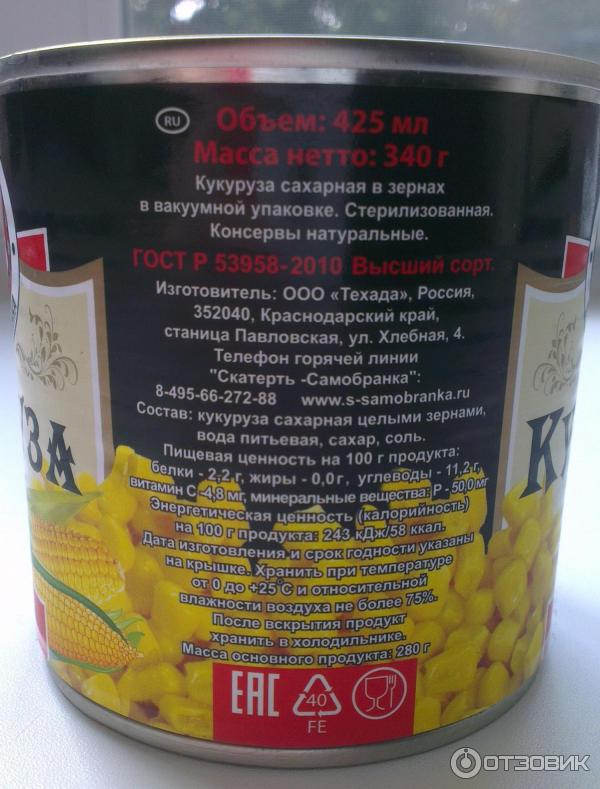 RU
Объем: 425 мл
Масса нетто: 340 г
Кукуруза сахарная в зернах
в вакуумной упаковке. Стерилизованная.
Консервы натуральные.
ГОСТ Р 53958-2010 Высший сорт.
Изготовитель: ООО «Техада», Россия,
352040, Краснодарский край,
станица Павловская, ул. Хлебная, 4.
Телефон горячей линии
"Скатерть -Самобранка":
8-495-66-272-88 www.s-samobranka.ru
Состав: кукуруза сахарная целыми зернами,
вода питьевая, сахар, соль.
Пищевая ценность на 100 г продукта:
белки - 2,2г, жиры - 0,0г, углеводы - 11,2г,
витамин С-4,8 мг, минеральные вещества: Р - 50,0 мг
Энергетическая ценность (калорийность)
на 100 г продукта: 243 кДж/58 ккал.
Дата изготовления и срок годности указаны
на крышке. Хранить при температуре
от 0 до +25°С и относительной
влажности воздуха не более 75%.
После вскрытия продукт
хранить в холодильнике.
Масса основного продукта: 280 г
УЗА
КУ
EAC
40
FE
ОТЗОВИК